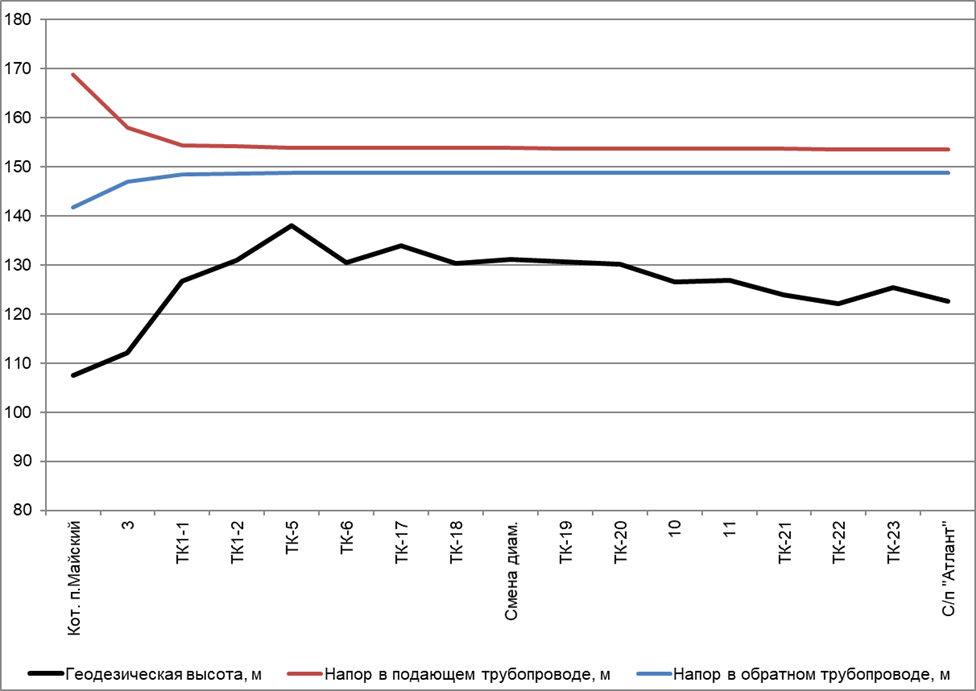 180
170
160
150
140
130
120
110
100
90
80
Кот. п.Майский
3
ТК1-1
ТК1-2
ТК-5
ТК-6
ТК-17
ТК-18
Смена диам.
ТК-19
ТК-20
10
11
ТК-21
ТК-22
ТК-23
С/п "Атлант"
Геодезическая высота, м
Напор в подающем трубопроводе, м
Напор в обратном трубопроводе, м